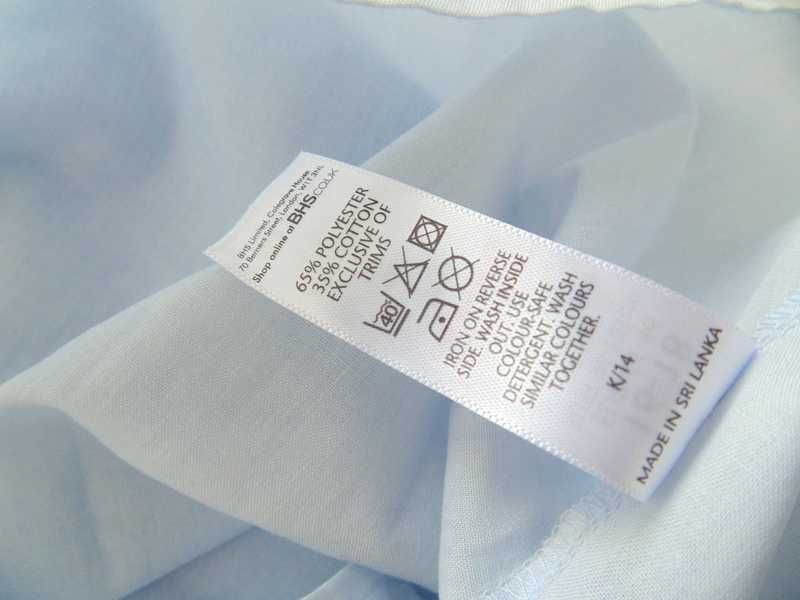 BHS Limited, Colegrave House
70 Berners Street, London, W1T 3NL
Shop online at BHS.CO.UK
65% POLYESTER
35% COTTON
EXCLUSIVE OF
TRIMS
40°
IRON ON REVERSE
SIDE WASH INSIDE
OUT. USE
COLOUR-SAFE
DETERGENT. WASH
SIMILAR COLOURS
TOGETHER.
K/14
MADE IN SRI LANKA